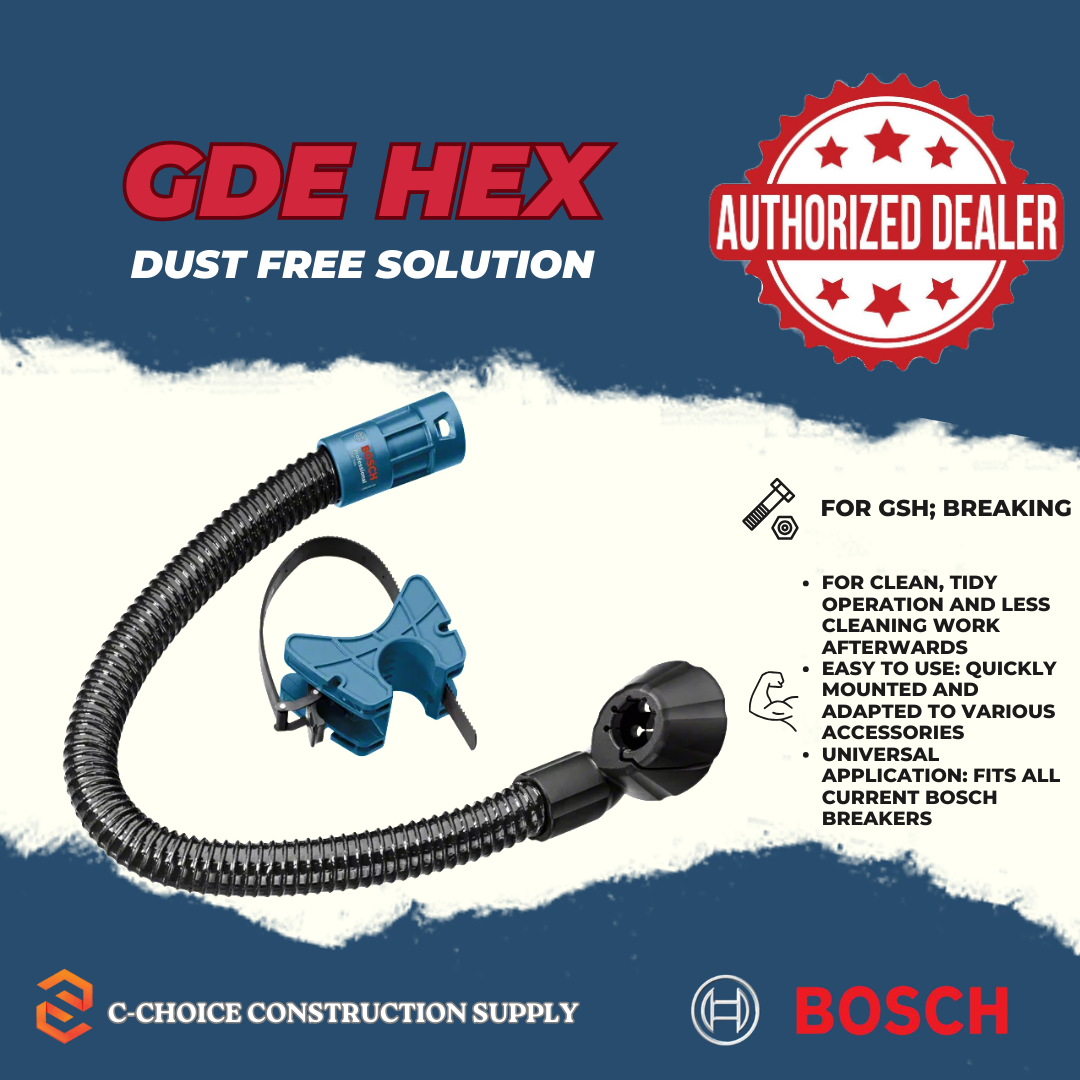 GDE HEX
DUST FREE SOLUTION
AUTHORIZED DEALER
BOSCH
Professional
FOR GSH; BREAKING
• FOR CLEAN, TIDY
OPERATION AND LESS
CLEANING WORK
AFTERWARDS
• EASY TO USE: QUICKLY
MOUNTED AND
ADAPTED TO VARIOUS
ACCESSORIES
• UNIVERSAL
APPLICATION: FITS ALL
CURRENT BOSCH
BREAKERS
C-CHOICE CONSTRUCTION SUPPLY
BOSCH